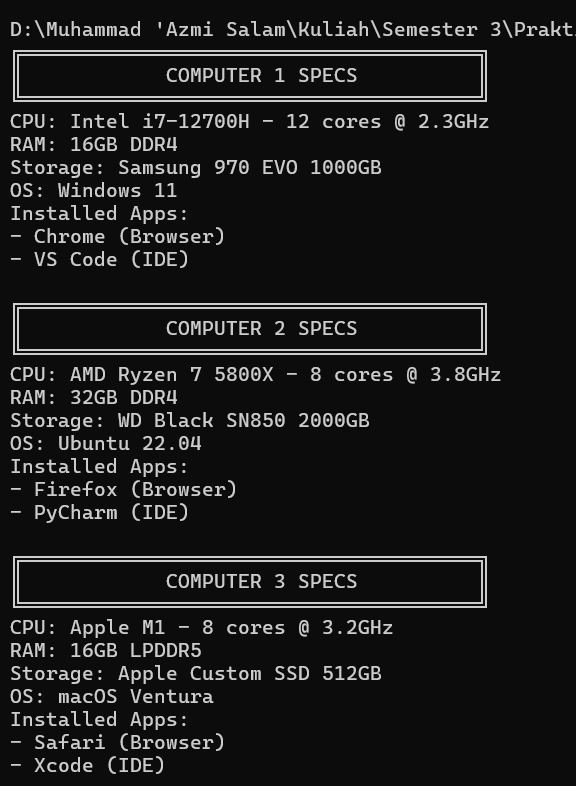 D:\Muhammad 'Azmi Salam\Kuliah\Semester 3\Prakt
COMPUTER 1 SPECS
CPU: Intel i7-12700H - 12 cores @ 2.3GHz
RAM: 16GB DDR4
Storage: Samsung 970 EVO 1000GB
OS: Windows 11
Installed Apps:
- Chrome (Browser)
- VS Code (IDE)
COMPUTER 2 SPECS
CPU: AMD Ryzen 7 5800X - 8 cores @ 3.8GHz
RAM: 32GB DDR4
Storage: WD Black SN850 2000GB
OS: Ubuntu 22.04
Installed Apps:
- Firefox (Browser)
- PyCharm (IDE)
COMPUTER 3 SPECS
CPU: Apple M1 - 8 cores @ 3.2GHz
RAM: 16GB LPDDR5
Storage: Apple Custom SSD 512GB
OS: macOS Ventura
Installed Apps:
- Safari (Browser)
- Xcode (IDE)